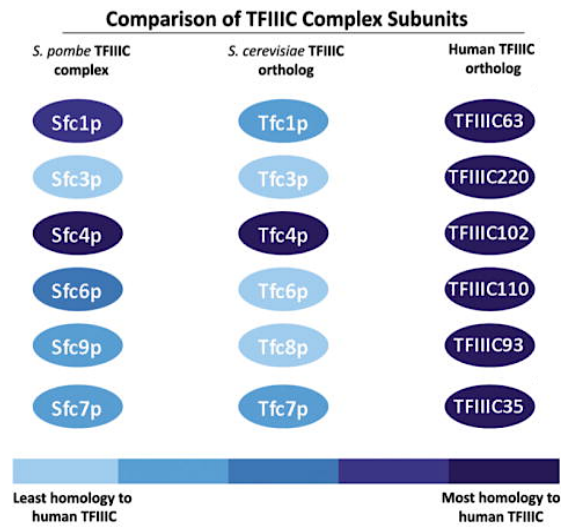 Comparison of TFIIIC Complex Subunits
S. pombe TFIIIC complex
S. cerevisiae TFIIIC ortholog
Human TFIIIC ortholog
Sfc1p Tfc1p TFIIIC63
Sfc3p Tfc3p TFIIIC220
Sfc4p Tfc4p TFIIIC102
Sfc6p Tfc6p TFIIIC110
Sfc9p Tfc8p TFIIIC93
Sfc7p Tfc7p TFIIIC35
Least homology to human TFIIIC
Most homology to human TFIIIC